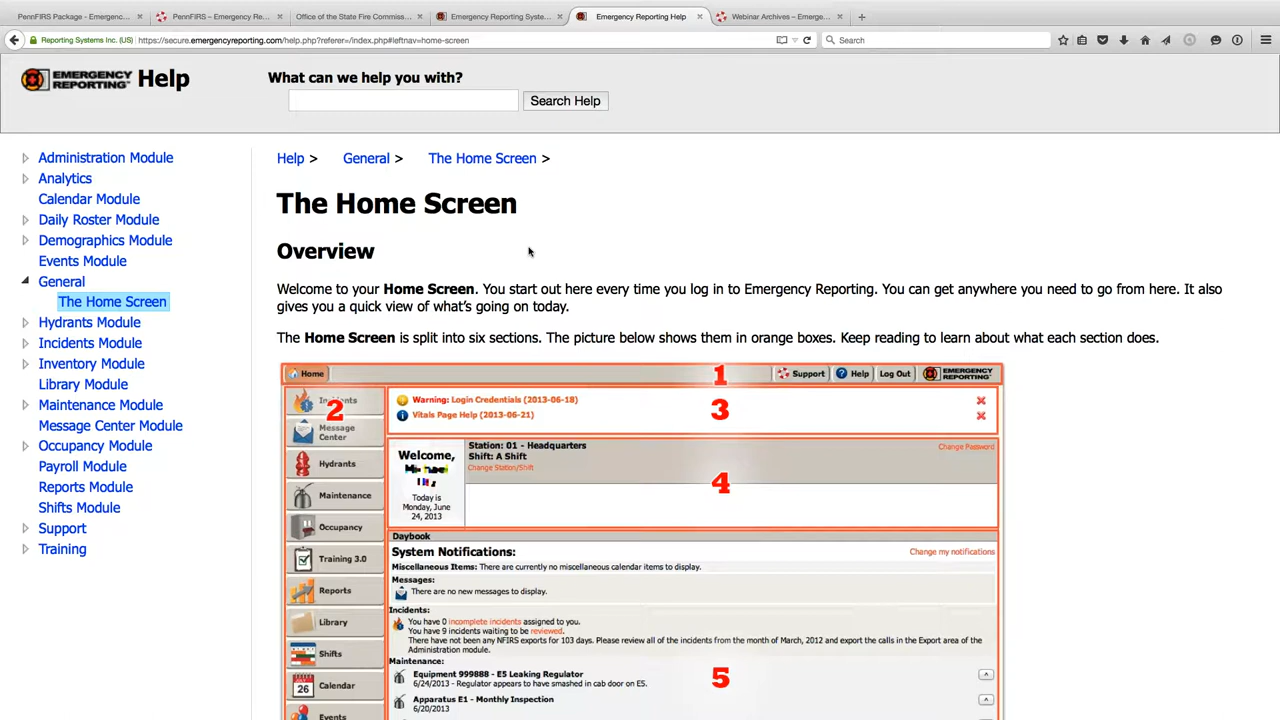 PennFIRS Package - Emergenc...
PennFIRS – Emergency Re...
Office of the State Fire Commiss...
Emergency Reporting Syste...
Emergency Reporting Help
Webinar Archives – Emerge...
Reporting Systems Inc. (US)
https://secure.emergencyreporting.com/help.php?referer=/index.php#leftnav=home-screen
Search
EMERGENCY
REPORTING
Help
What can we help you with?
Search Help
Administration Module
Analytics
Calendar Module
Daily Roster Module
Demographics Module
Events Module
General
The Home Screen
Hydrants Module
Incidents Module
Inventory Module
Library Module
Maintenance Module
Message Center Module
Occupancy Module
Payroll Module
Reports Module
Shifts Module
Support
Training
Help > General > The Home Screen >
The Home Screen
Overview
Welcome to your Home Screen. You start out here every time you log in to Emergency Reporting. You can get anywhere you need to go from here. It also
gives you a quick view of what's going on today.
The Home Screen is split into six sections. The picture below shows them in orange boxes. Keep reading to learn about what each section does.
Home
1
Support
Help
Log Out
EMERGENCY
REPORTING
Incidents
2
Message
Center
Hydrants
Maintenance
Occupancy
Training 3.0
Reports
Library
Shifts
Calendar
Events
Warning: Login Credentials (2013-06-18)
Vitals Page Help (2013-06-21)
3
Welcome,
Today is
Monday, June
24, 2013
Station: 01 - Headquarters
Shift: A Shift
Change Station/Shift
Change Password
4
Daybook
System Notifications:
Change my notifications
Miscellaneous Items: There are currently no miscellaneous calendar items to display.
Messages:
There are no new messages to display.
Incidents:
You have 0 incomplete incidents assigned to you.
You have 9 incidents waiting to be reviewed.
There have not been any NFIRS exports for 103 days. Please review all of the incidents from the month of March, 2012 and export the calls in the Export area of the
Administration module.
Maintenance:
Equipment 999888 - E5 Leaking Regulator
6/24/2013 - Regulator appears to have smashed in cab door on E5.
5
Apparatus E1 - Monthly Inspection
6/20/2013